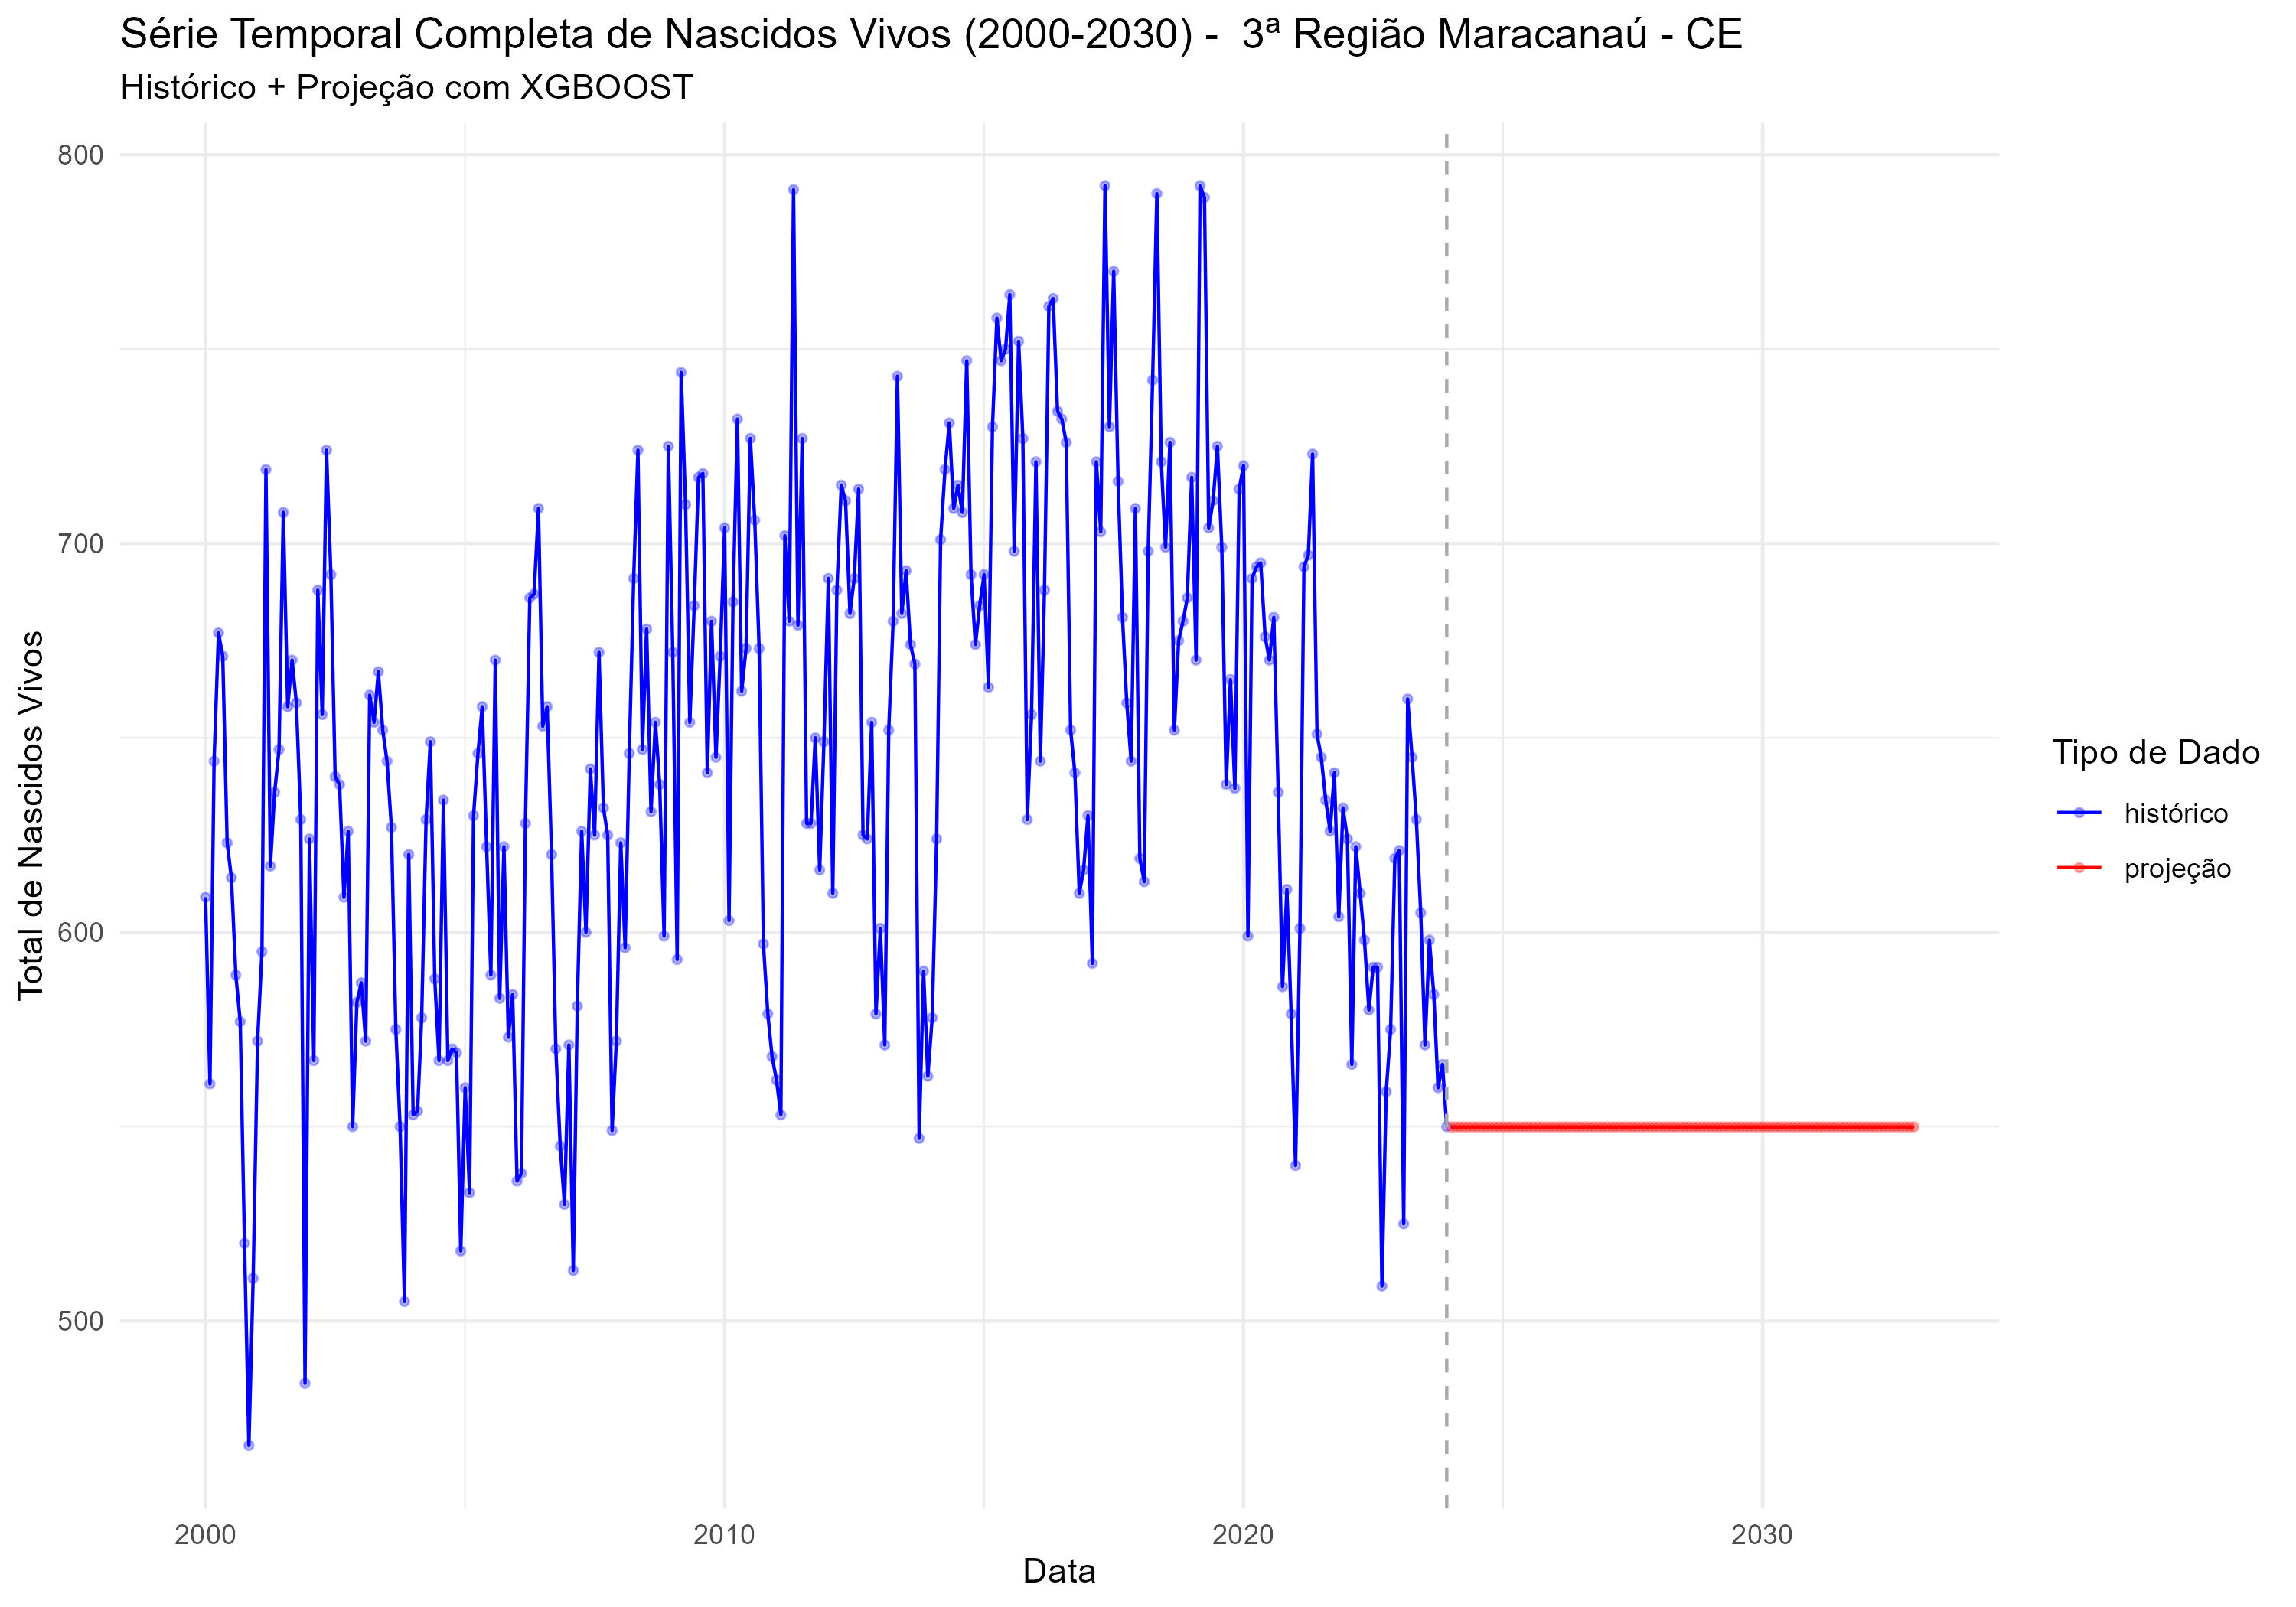 Série Temporal Completa de Nascidos Vivos (2000-2030) -  3ª Região Maracanaú - CE
Histórico + Projeção com XGBOOST
800
700
600
500
Total de Nascidos Vivos
2000 2010 2020 2030
Data
Tipo de Dado
histórico
projeção